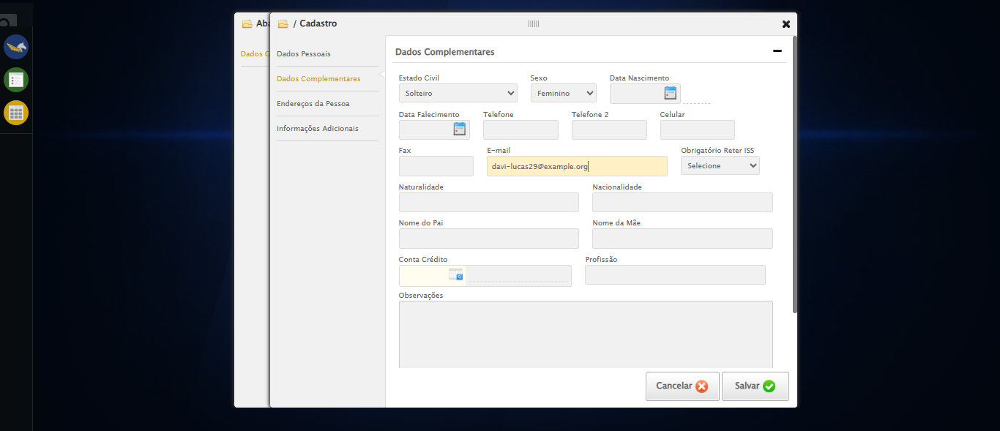 Aba
/ Cadastro
Dados
Dados Pessoais
Dados Complementares
Endereços da Pessoa
Informações Adicionais
Dados Complementares
Estado Civil Sexo Data Nascimento
Solteiro Feminino
Data Falecimento Telefone Telefone 2 Celular
Fax E-mail Obrigatório Reter ISS
davi-lucas29@example.org Selecione
Naturalidade Nacionalidade
Nome do Pai Nome da Mãe
Conta Crédito Profissão
Observações
Cancelar Salvar